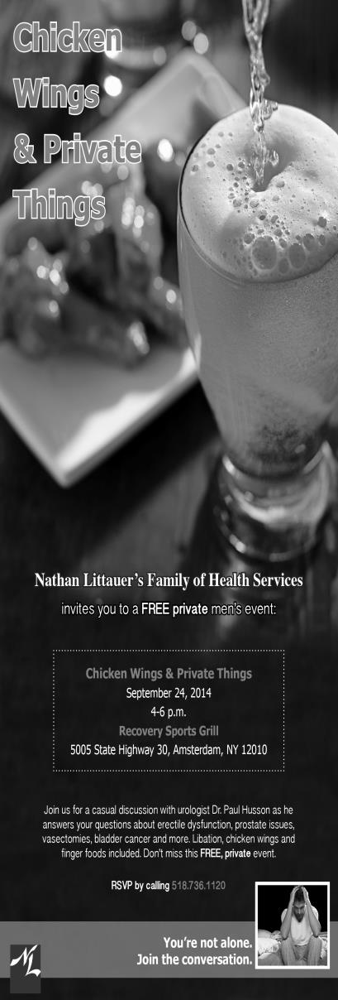 Chicken
Wings
& Private
Things
Nathan Littauer's Family of Health Services
invites you to a FREE private men's event:
Chicken Wings & Private Things
September 24, 2014
4-6 p.m.
Recovery Sports Grill
5005 State Highway 30, Amsterdam, NY 12010
Join us for a casual discussion with urologist Dr. Paul Husson as he
answers your questions about erectile dysfunction, prostate issues,
vasectomies, bladder cancer and more. Libation, chicken wings and
finger foods included. Don't miss this FREE, private event.
RSVP by calling 518.736.1120
You're not alone.
Join the conversation.
NL